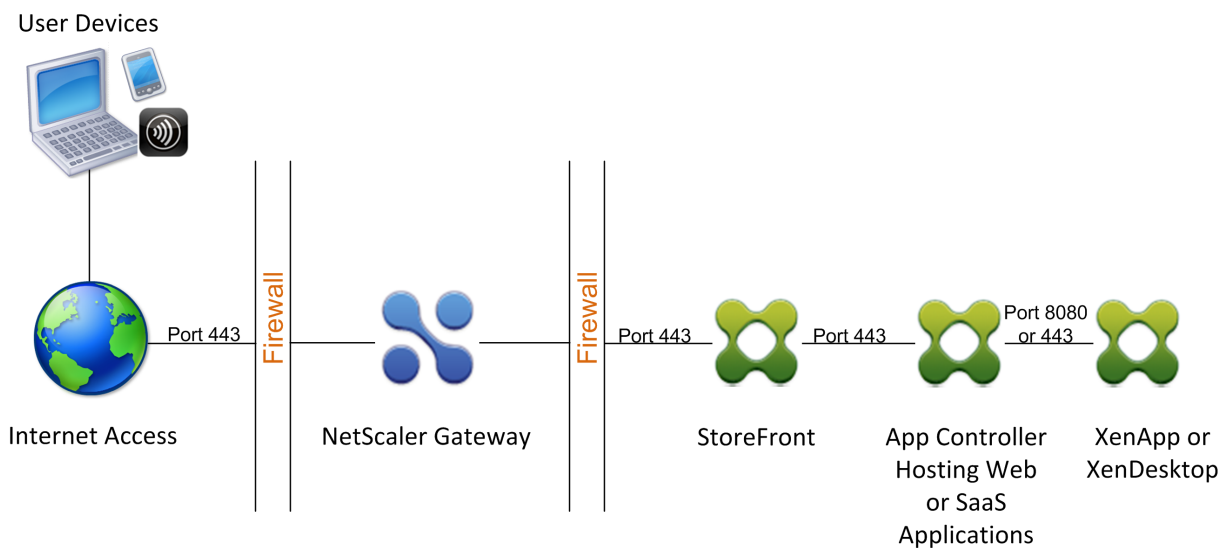 User Devices
Port 443
Firewall
Firewall
Port 443
Port 443
Port 8080
or 443
Internet Access
NetScaler Gateway
StoreFront
App Controller
Hosting Web
or SaaS
Applications
XenApp or
XenDesktop